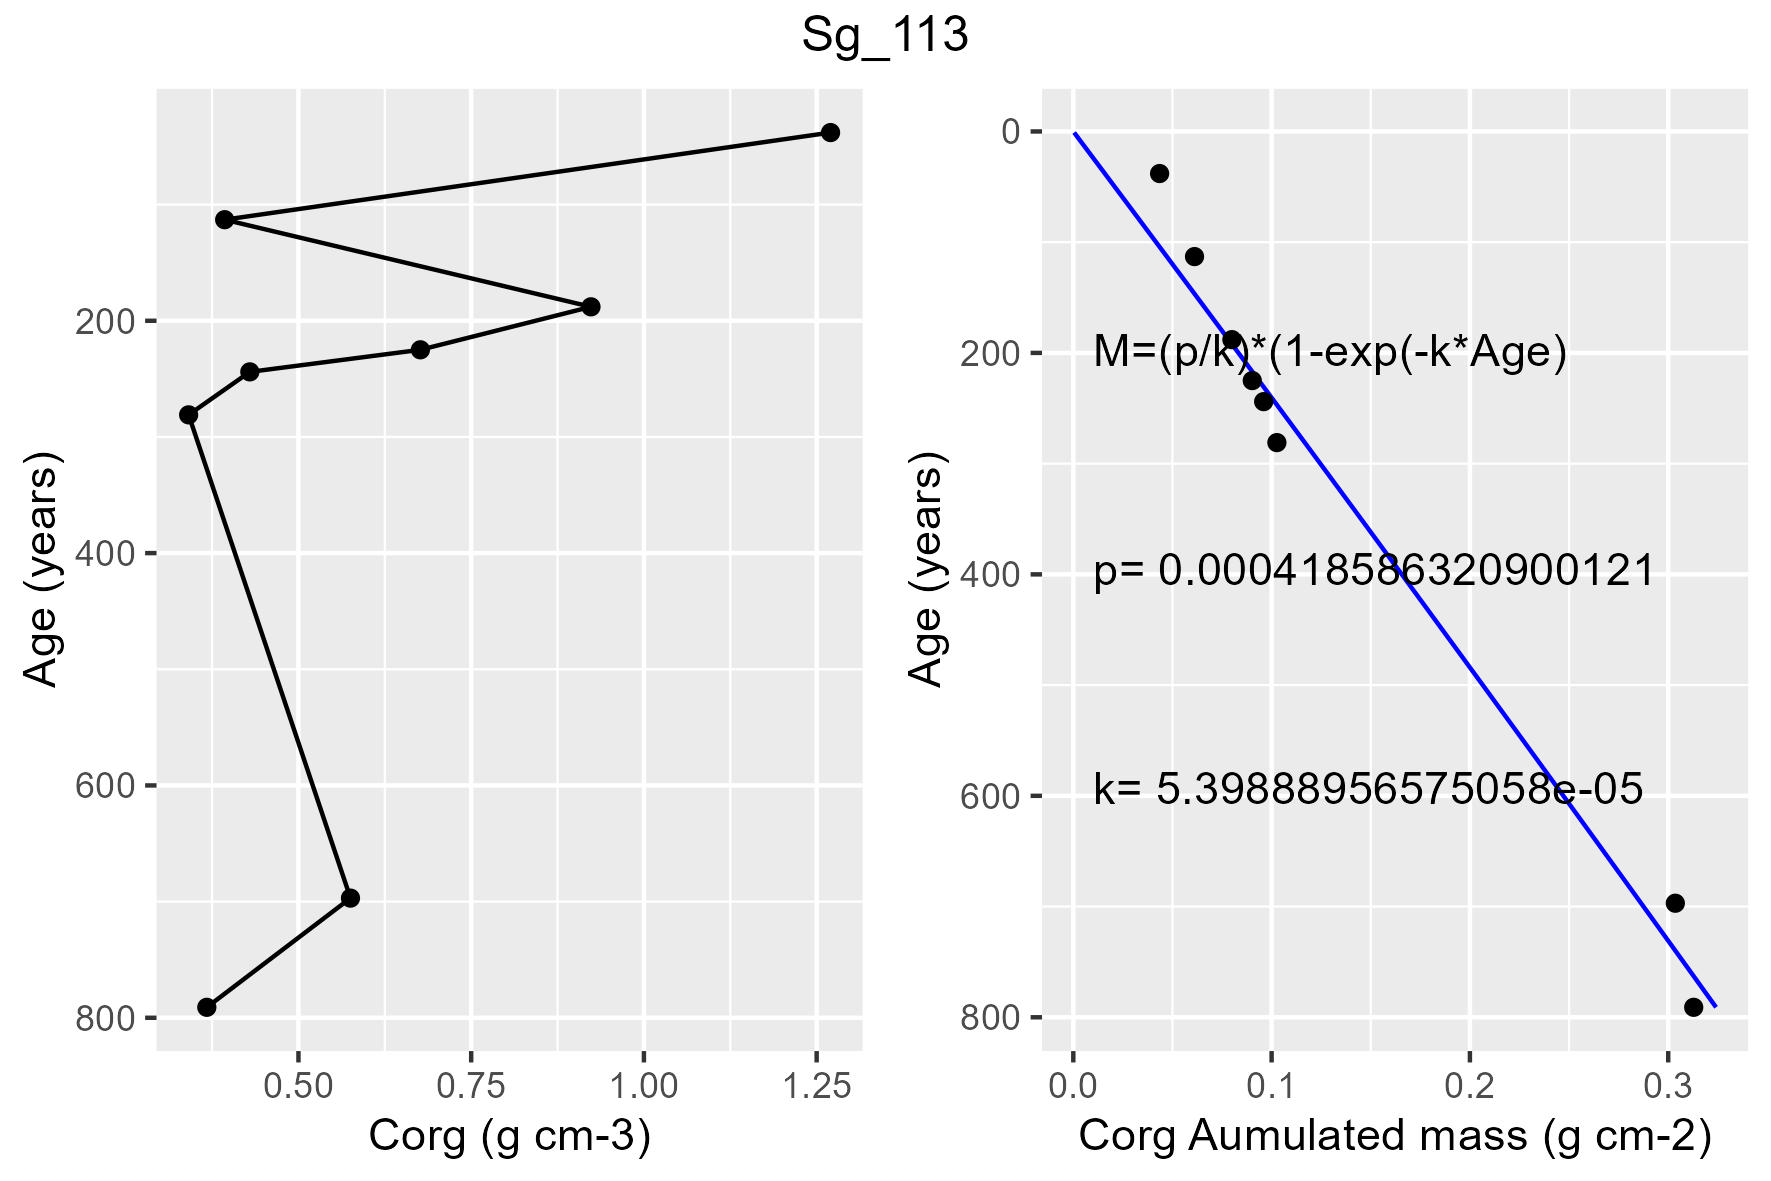 Sg_113
Age (years)
200
400
600
800
0.50
0.75
1.00
1.25
Corg (g cm-3)
Age (years)
0
200
400
600
800
M=(p/k)*(1-exp(-k*Age)
p= 0.000418586320900121
k= 5.39888956575058e-05
0.0
0.1
0.2
0.3
Corg Aumulated mass (g cm-2)